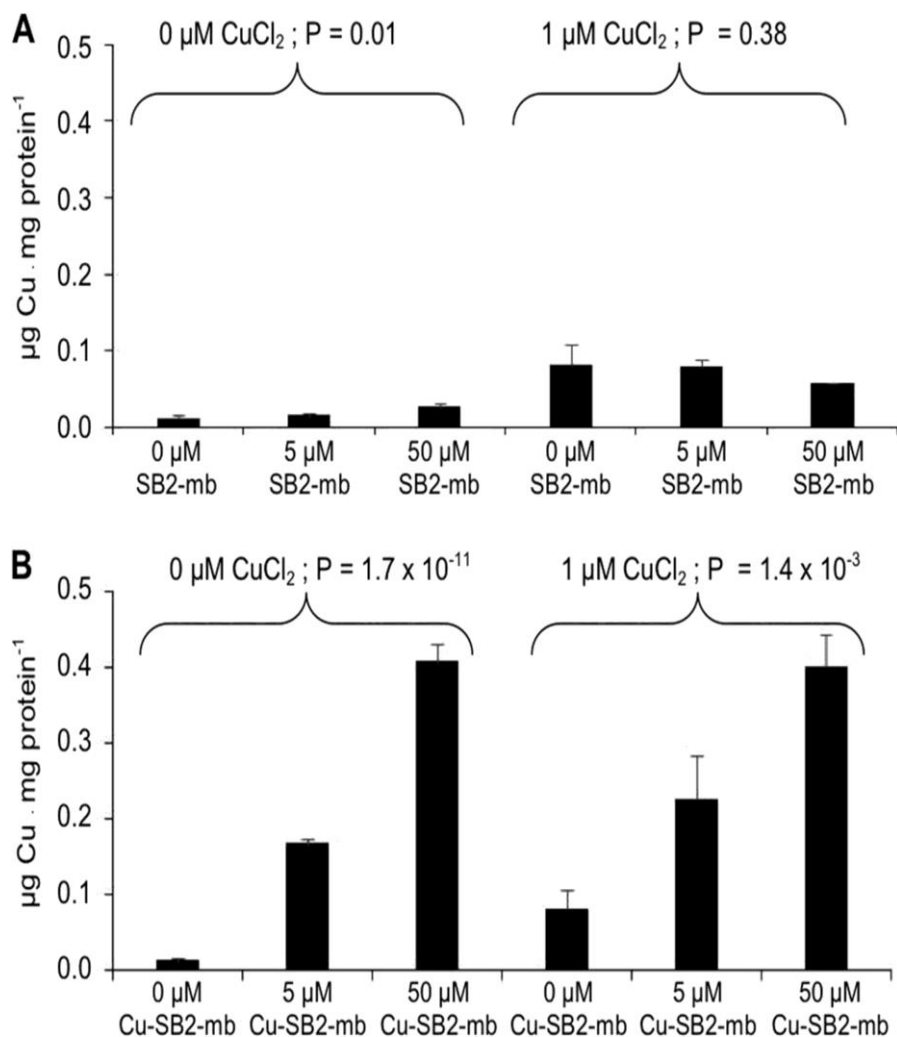 A
0 µM CuCl₂ ; P = 0.01
1 µM CuCl₂ ; P = 0.38
µg Cu . mg protein⁻¹
0.5
0.4
0.3
0.2
0.1
0.0
0 µM 5 µM 50 µM 0 µM 5 µM 50 µM
SB2-mb SB2-mb SB2-mb SB2-mb SB2-mb SB2-mb
B
0 µM CuCl₂ ; P = 1.7 x 10⁻¹¹
1 µM CuCl₂ ; P = 1.4 x 10⁻³
µg Cu . mg protein⁻¹
0.5
0.4
0.3
0.2
0.1
0.0
0 µM 5 µM 50 µM 0 µM 5 µM 50 µM
Cu-SB2-mb Cu-SB2-mb Cu-SB2-mb Cu-SB2-mb Cu-SB2-mb Cu-SB2-mb